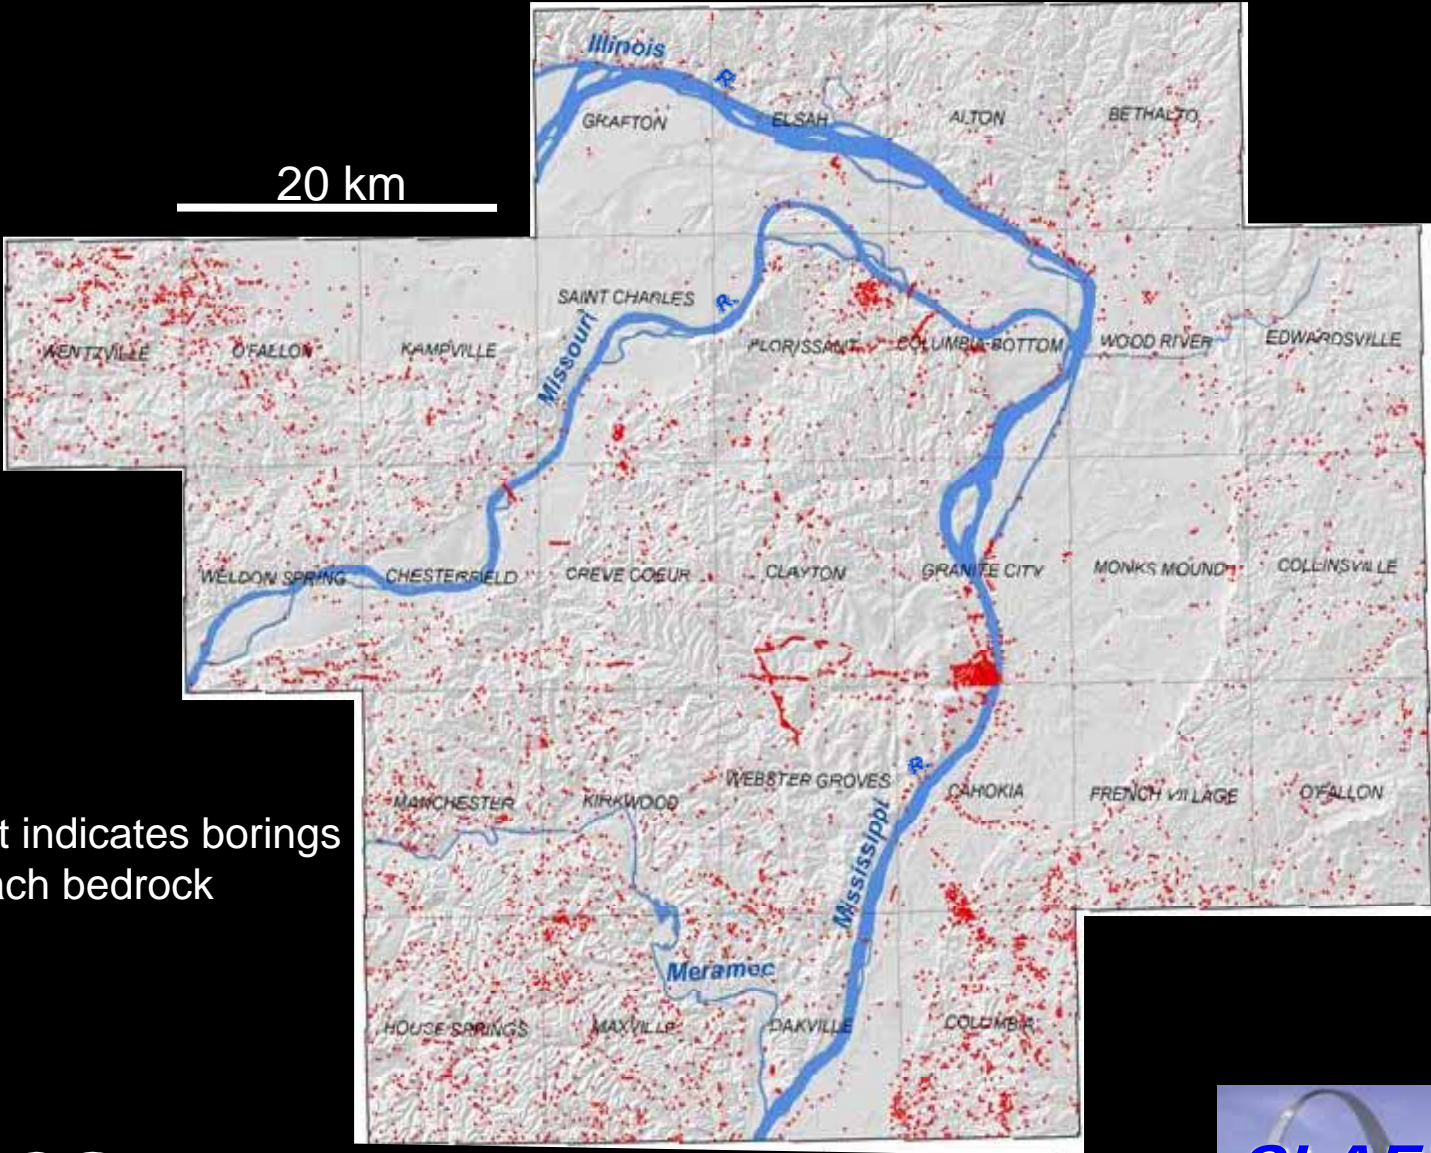 Illinois
R.
GRAFTON
ELSAH
ALTON
BETHALTO
20 km
SAINT CHARLES
R.
Missouri
WENTZVILLE
O'FALLON
KAMPVILLE
FLORISSANT
COLUMBIA BOTTOM
WOOD RIVER
EDWARDSVILLE
WELDON SPRING
CHESTERFIELD
CREVE COEUR
CLAYTON
GRANITE CITY
MONKS MOUND
COLLINSVILLE
MANCHESTER
KIRKWOOD
WEBSTER GROVES
R.
CAHOKIA
FRENCH VILLAGE
O'FALLON
t indicates borings
ach bedrock
Mississippi
Meramec
HOUSE SPRINGS
MAXVILLE
OAKVILLE
COLUMBIA